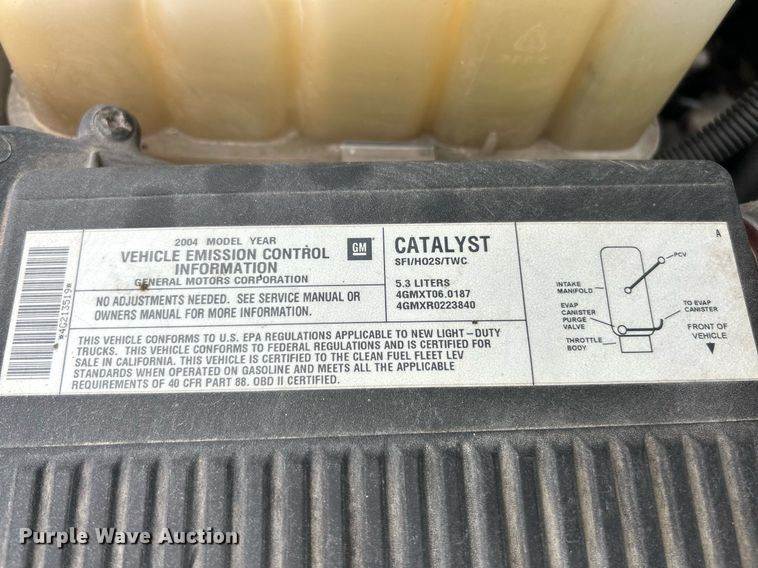 2004 MODEL YEAR
VEHICLE EMISSION CONTROL
INFORMATION
GENERAL MOTORS CORPORATION
GM
NO ADJUSTMENTS NEEDED. SEE SERVICE MANUAL OR
OWNERS MANUAL FOR MORE INFORMATION.
CATALYST
SFI/HO2S/TWC
5.3 LITERS
4GMXT06.0187
4GMXR0223840
THIS VEHICLE CONFORMS TO U.S. EPA REGULATIONS APPLICABLE TO NEW LIGHT-DUTY
TRUCKS. THIS VEHICLE CONFORMS TO FEDERAL REGULATIONS AND IS CERTIFIED FOR
SALE IN CALIFORNIA. THIS VEHICLE IS CERTIFIED TO THE CLEAN FUEL FLEET LEV
STANDARDS WHEN OPERATED ON GASOLINE AND MEETS ALL THE APPLICABLE
REQUIREMENTS OF 40 CFR PART 88. OBD II CERTIFIED.
*4G213519*
A
PCV
INTAKE
MANIFOLD
EVAP
CANISTER
PURGE
VALVE
THROTTLE
BODY
TO EVAP
CANISTER
FRONT OF
VEHICLE
Purple Wave Auction